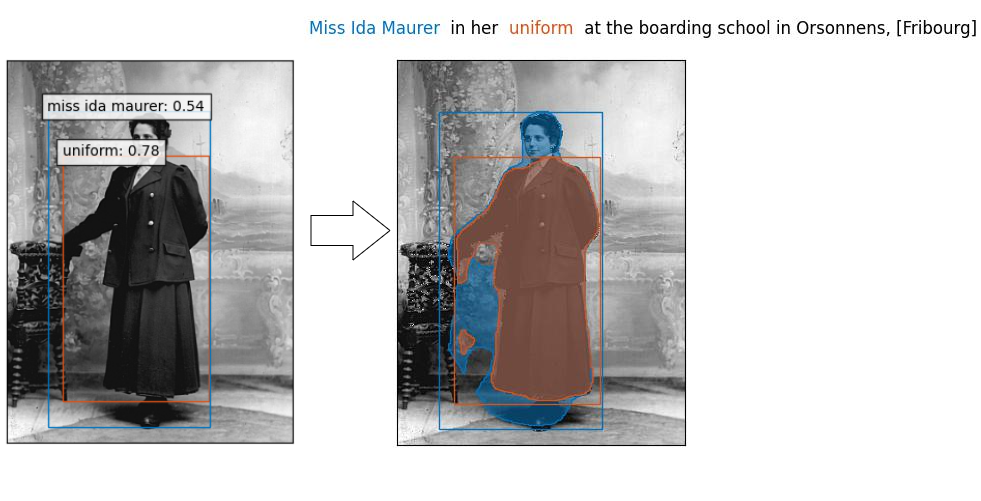 Miss Ida Maurer in her uniform at the boarding school in Orsonnens, [Fribourg]
miss ida maurer: 0.54
uniform: 0.78